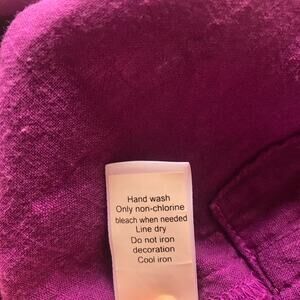 Hand wash
Only non-chlorine
bleach when needed
Line dry
Do not iron
decoration
Cool iron